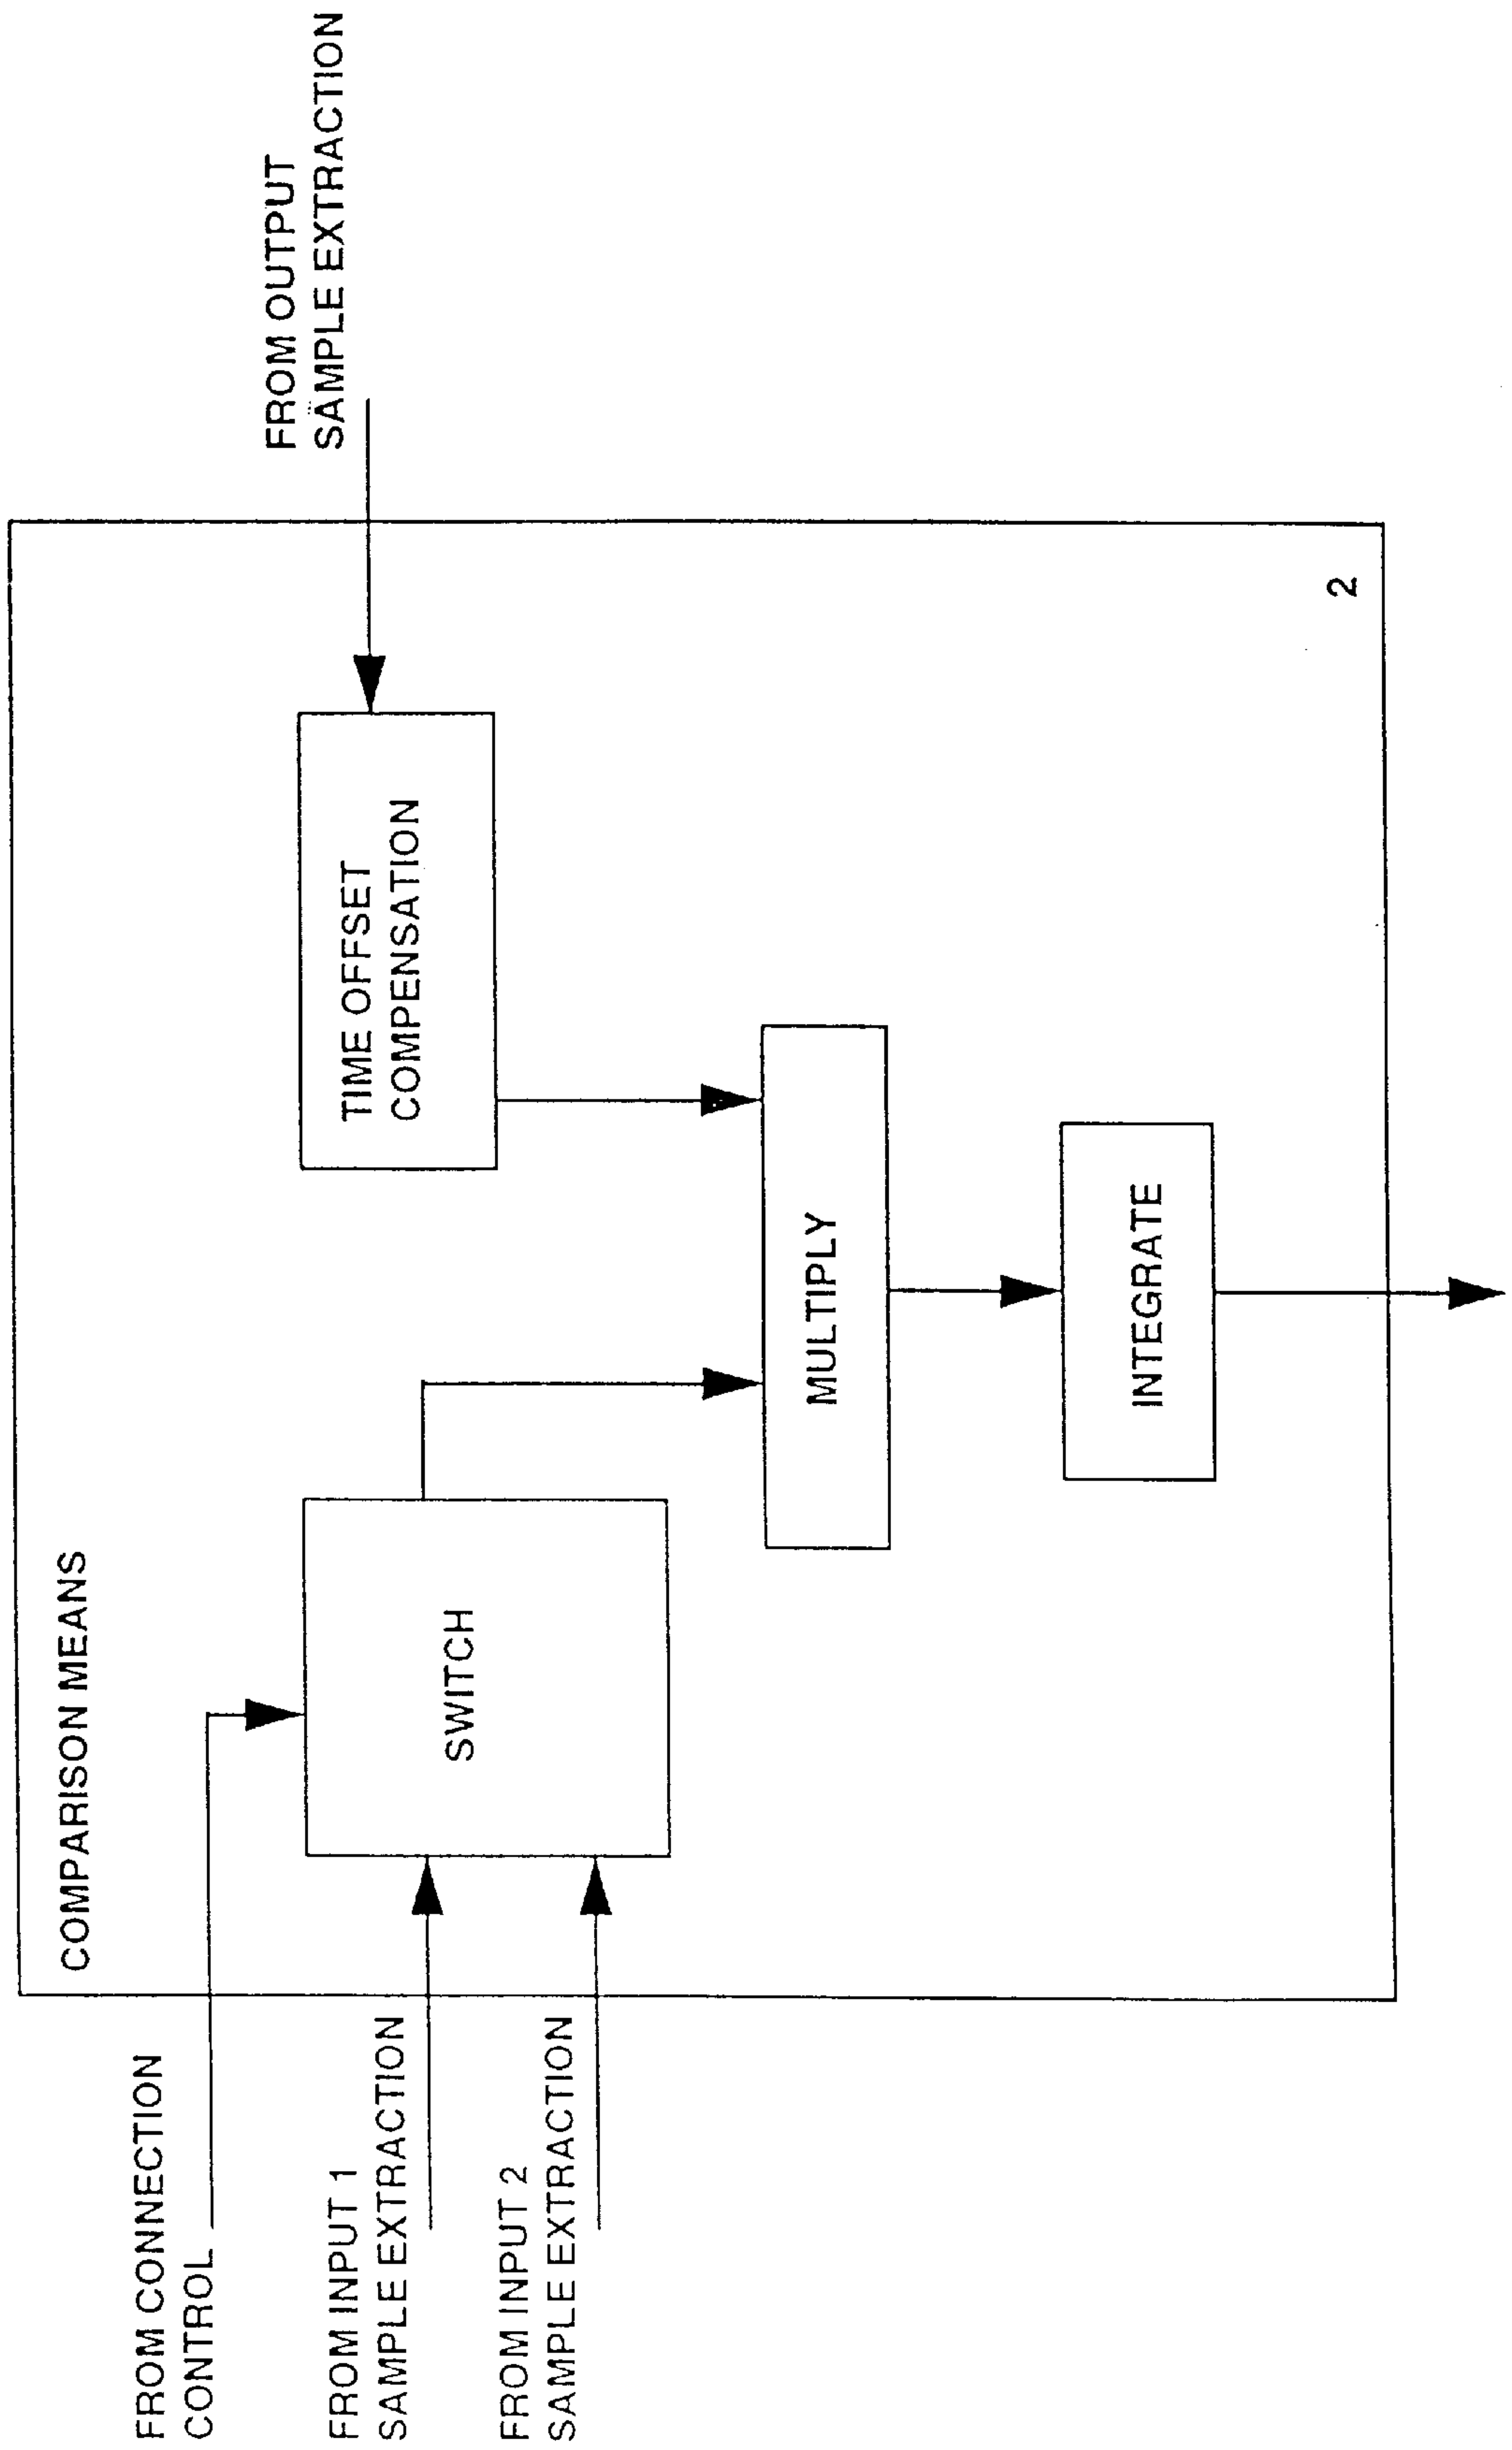 COMPARISON MEANS
FROM CONNECTION
CONTROL
FROM INPUT 1
SAMPLE EXTRACTION
FROM INPUT 2
SAMPLE EXTRACTION
SWITCH
TIME OFFSET
COMPENSATION
FROM OUTPUT
SAMPLE EXTRACTION
MULTIPLY
INTEGRATE
2